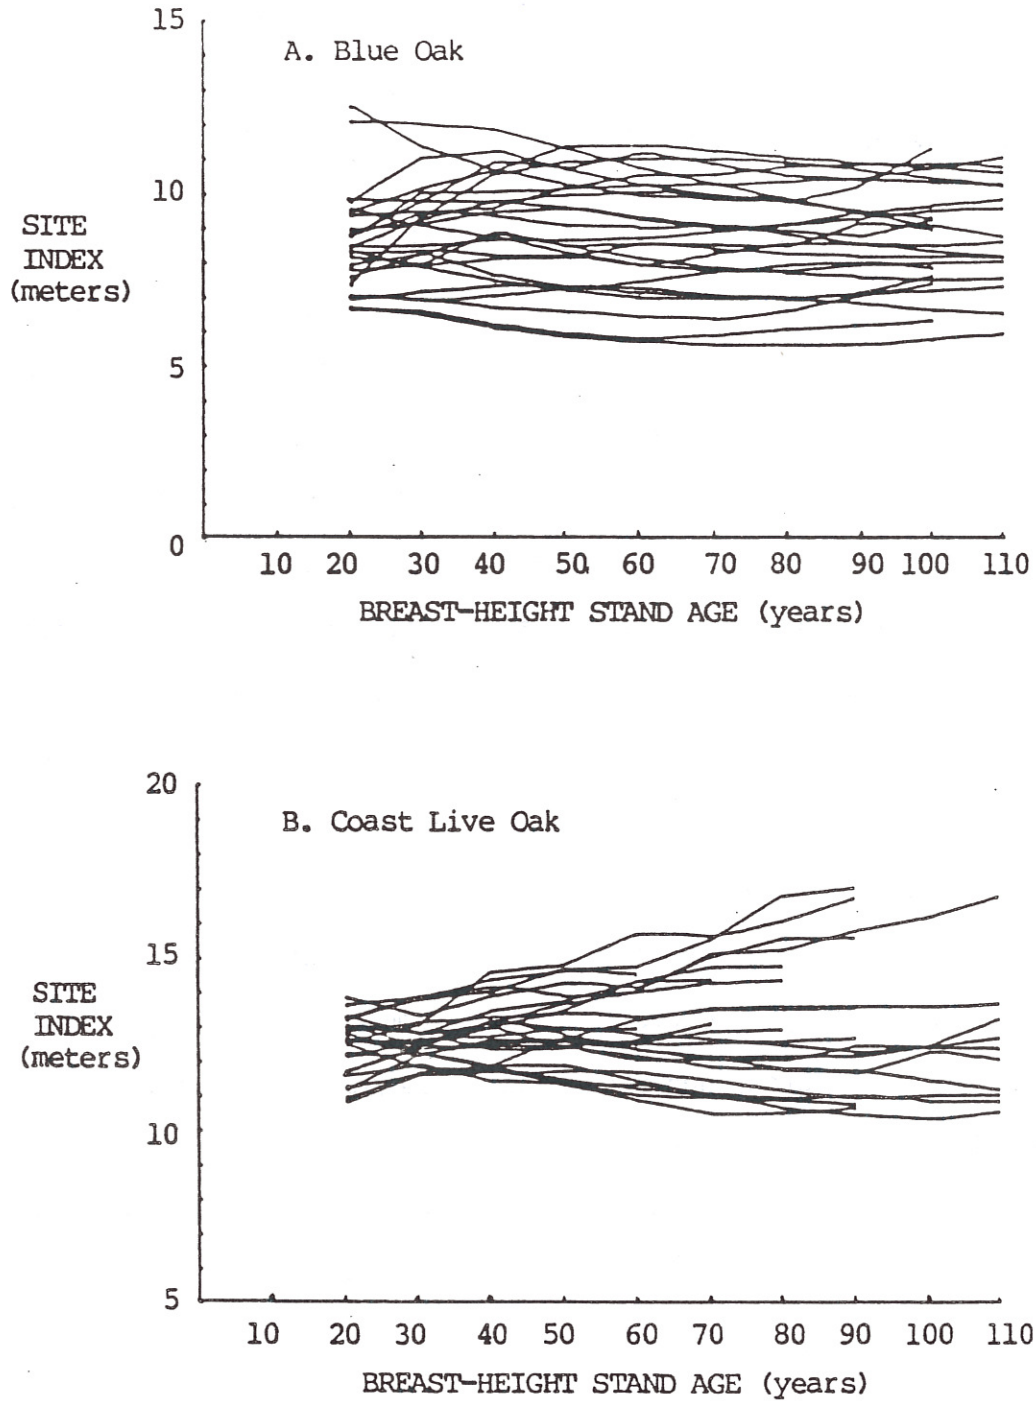 15
A. Blue Oak
10
SITE
INDEX
(meters)
5
0
10 20 30 40 50 60 70 80 90 100 110
BREAST-HEIGHT STAND AGE (years)
20
B. Coast Live Oak
15
SITE
INDEX
(meters)
10
5
10 20 30 40 50 60 70 80 90 100 110
BREAST-HEIGHT STAND AGE (years)